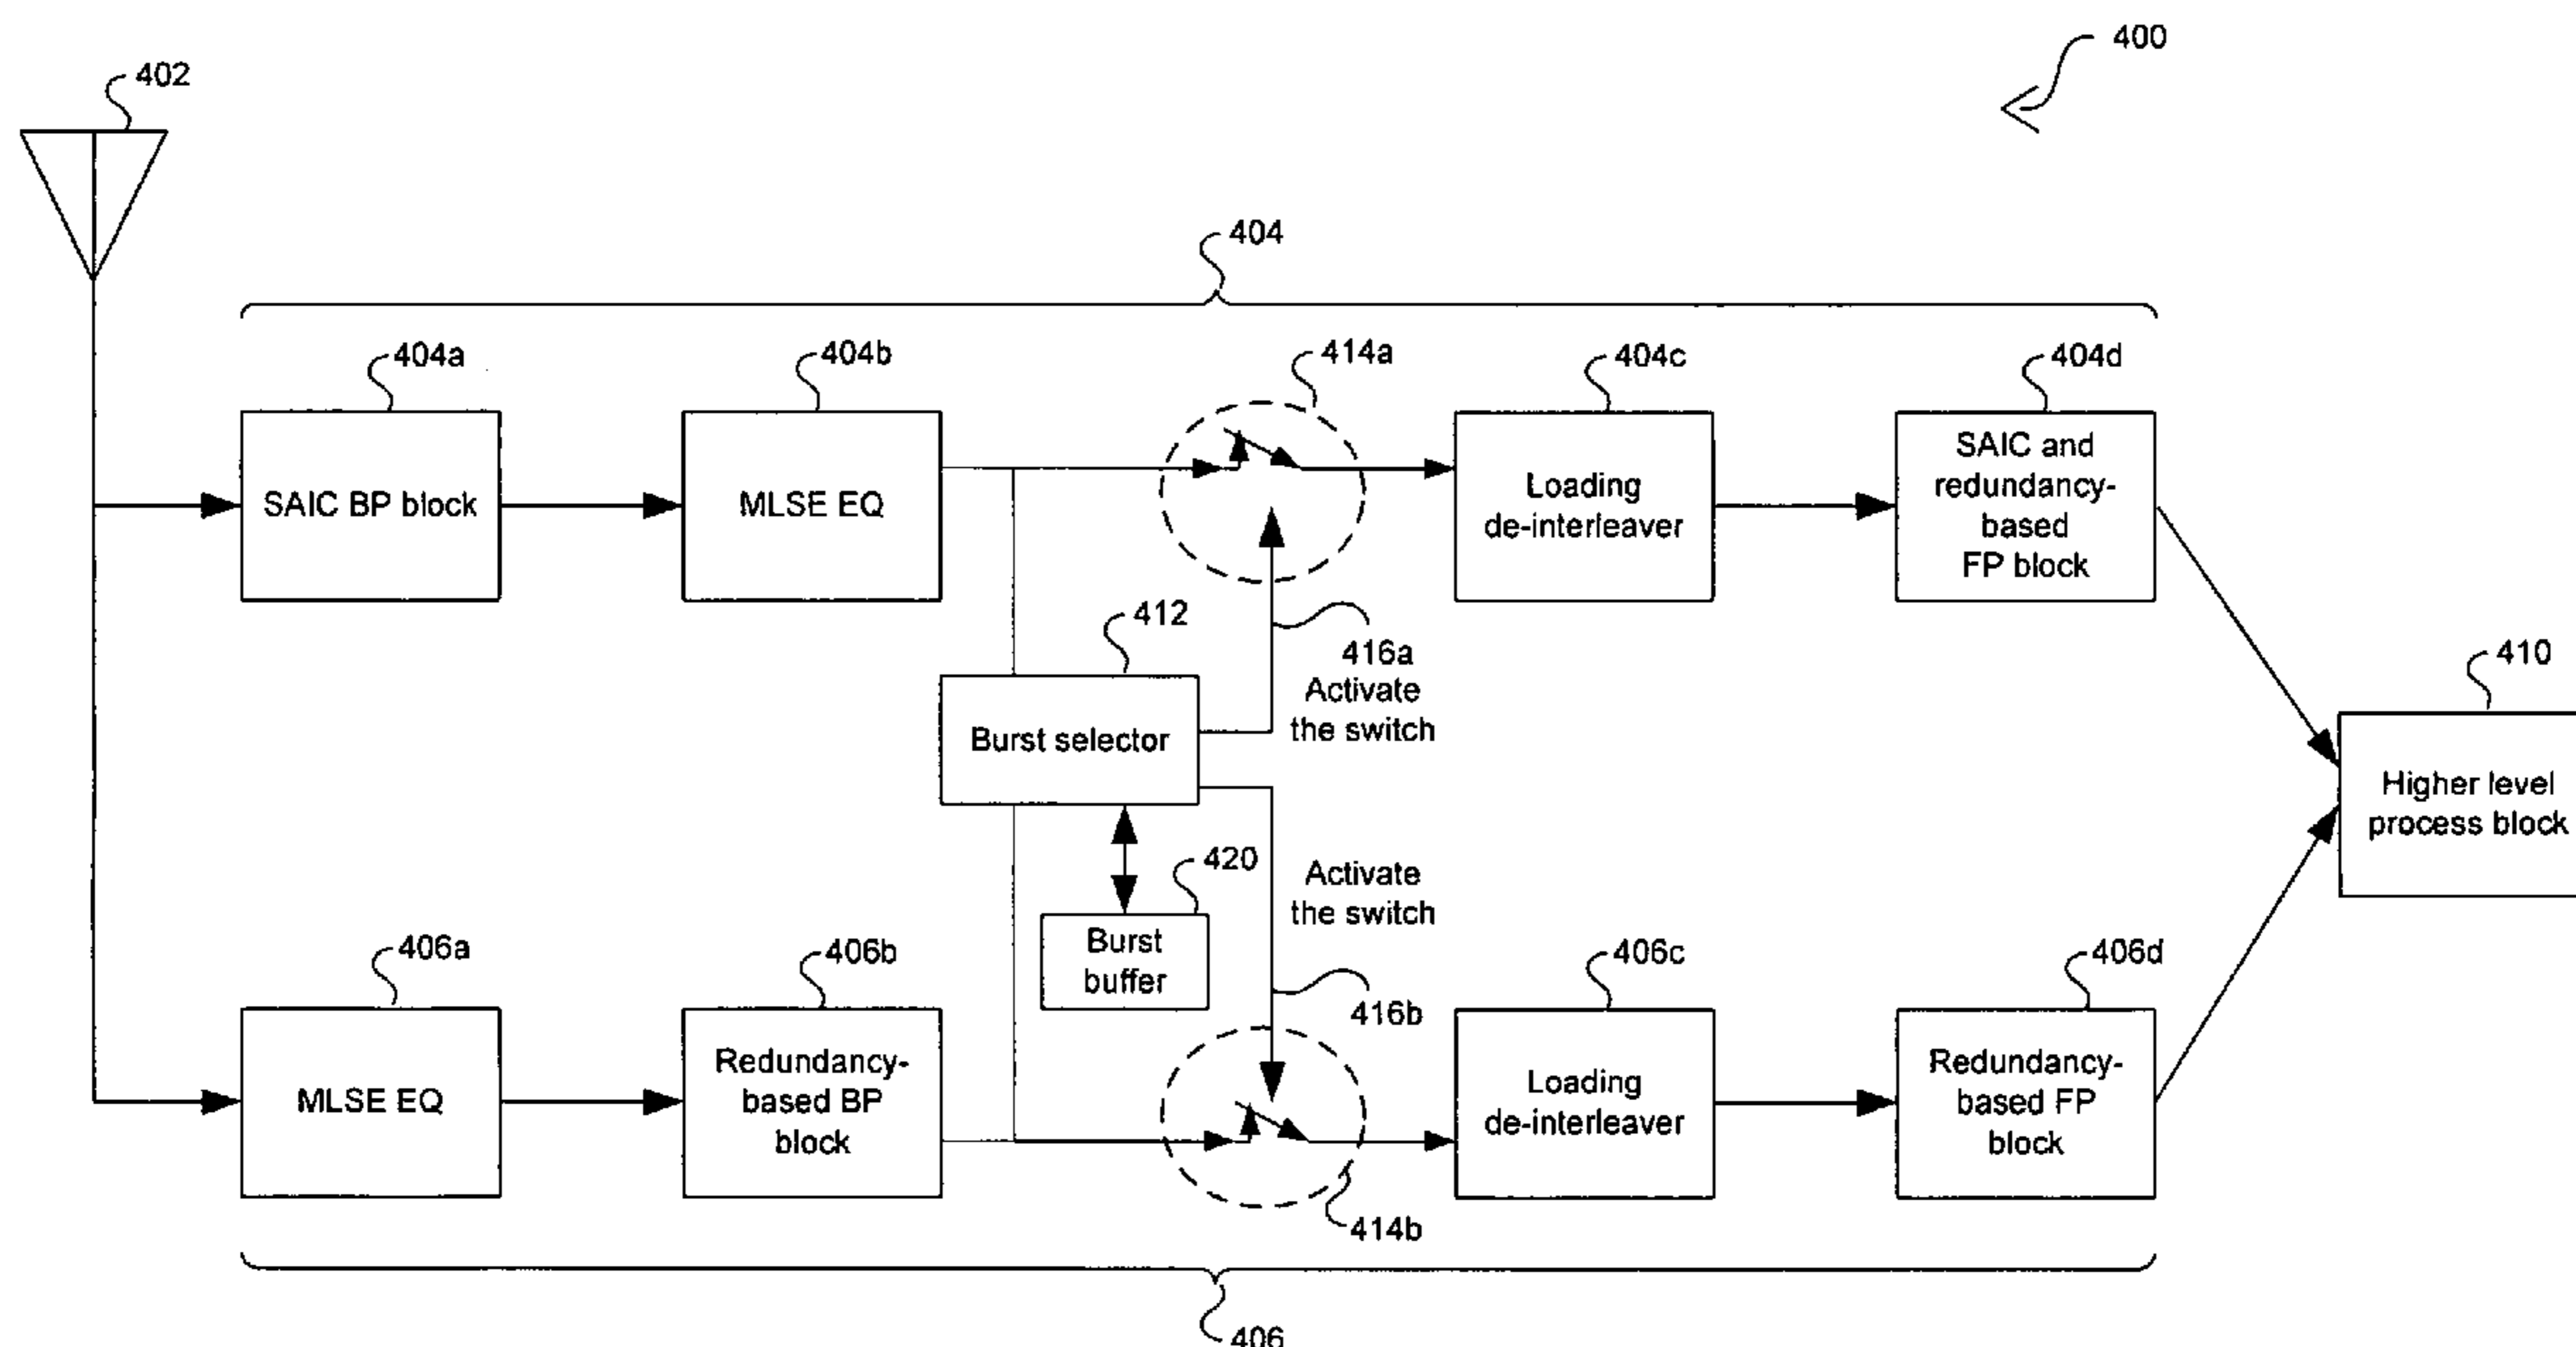 400
402
404
404a
404b
414a
404c
404d
SAIC BP block
MLSE EQ
Loading
de-interleaver
SAIC and
redundancy-
based
FP block
412
416a
Activate
the switch
410
Burst selector
Higher level
process block
420
Activate
the switch
Burst
buffer
406a
406b
416b
406c
406d
MLSE EQ
Redundancy-
based BP
block
Loading
de-interleaver
Redundancy-
based FP
block
414b
406